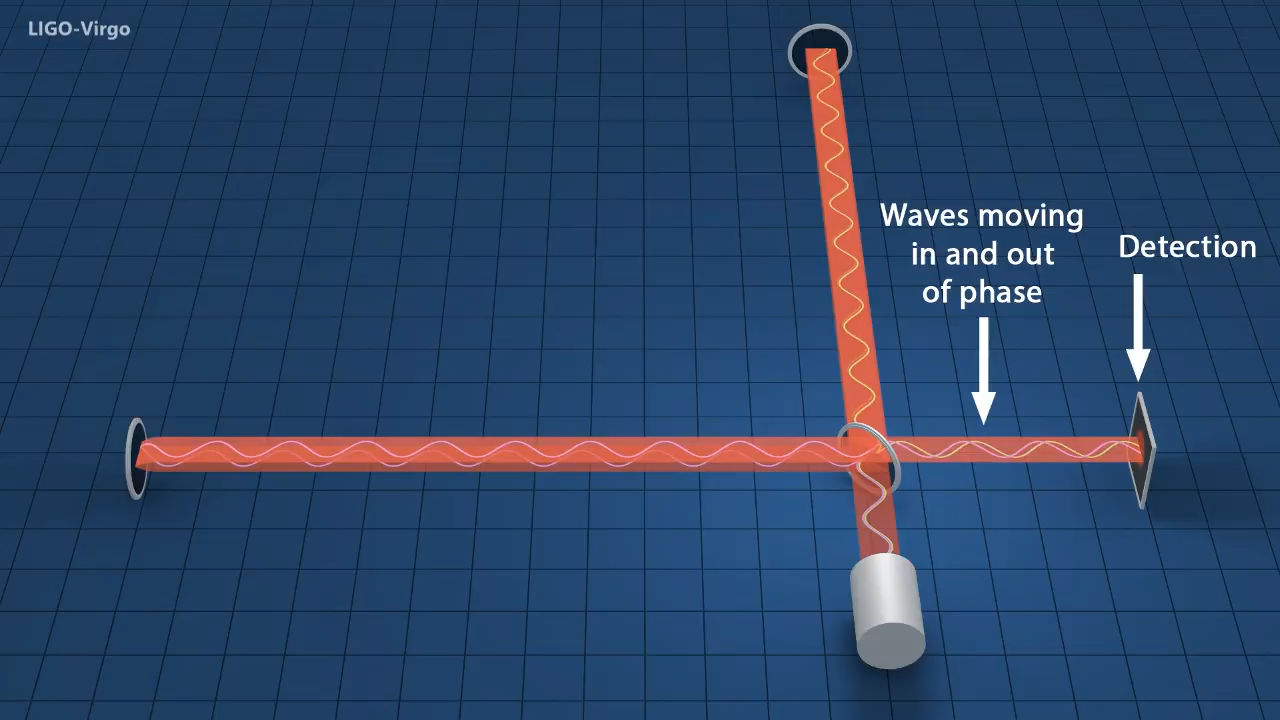 LIGO-Virgo
Waves moving
in and out
of phase
Detection